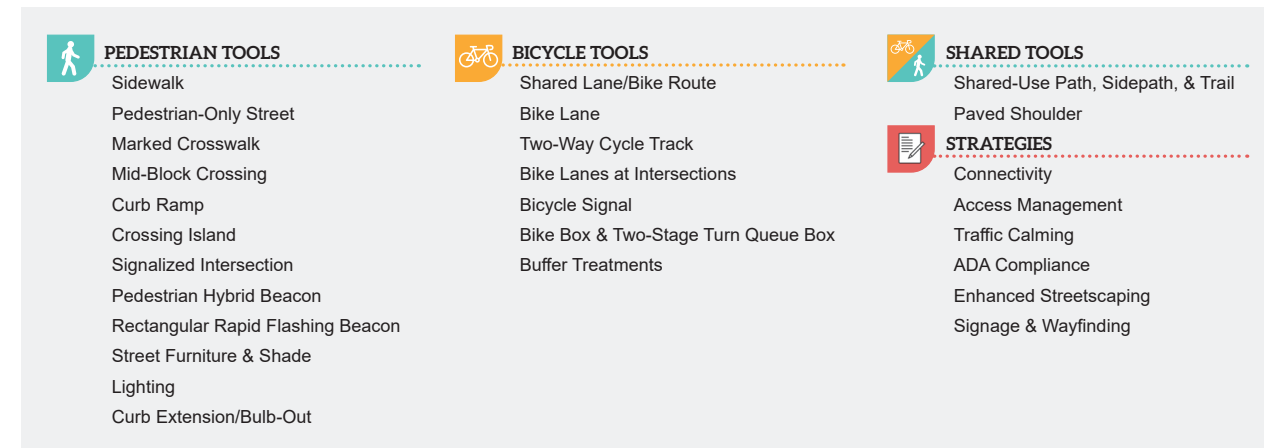 PEDESTRIAN TOOLS
Sidewalk
Pedestrian-Only Street
Marked Crosswalk
Mid-Block Crossing
Curb Ramp
Crossing Island
Signalized Intersection
Pedestrian Hybrid Beacon
Rectangular Rapid Flashing Beacon
Street Furniture & Shade
Lighting
Curb Extension/Bulb-Out
BICYCLE TOOLS
Shared Lane/Bike Route
Bike Lane
Two-Way Cycle Track
Bike Lanes at Intersections
Bicycle Signal
Bike Box & Two-Stage Turn Queue Box
Buffer Treatments
SHARED TOOLS
Shared-Use Path, Sidepath, & Trail
Paved Shoulder
STRATEGIES
Connectivity
Access Management
Traffic Calming
ADA Compliance
Enhanced Streetscaping
Signage & Wayfinding